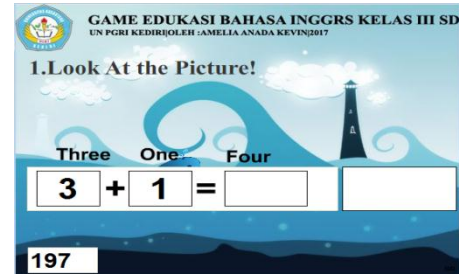 GAME EDUKASI BAHASA INGGRS KELAS III SD
UN PGRI KEDIRI|OLEH :AMELIA ANADA KEVIN|2017
1.Look At the Picture!
Three One Four
3 + 1 =
197